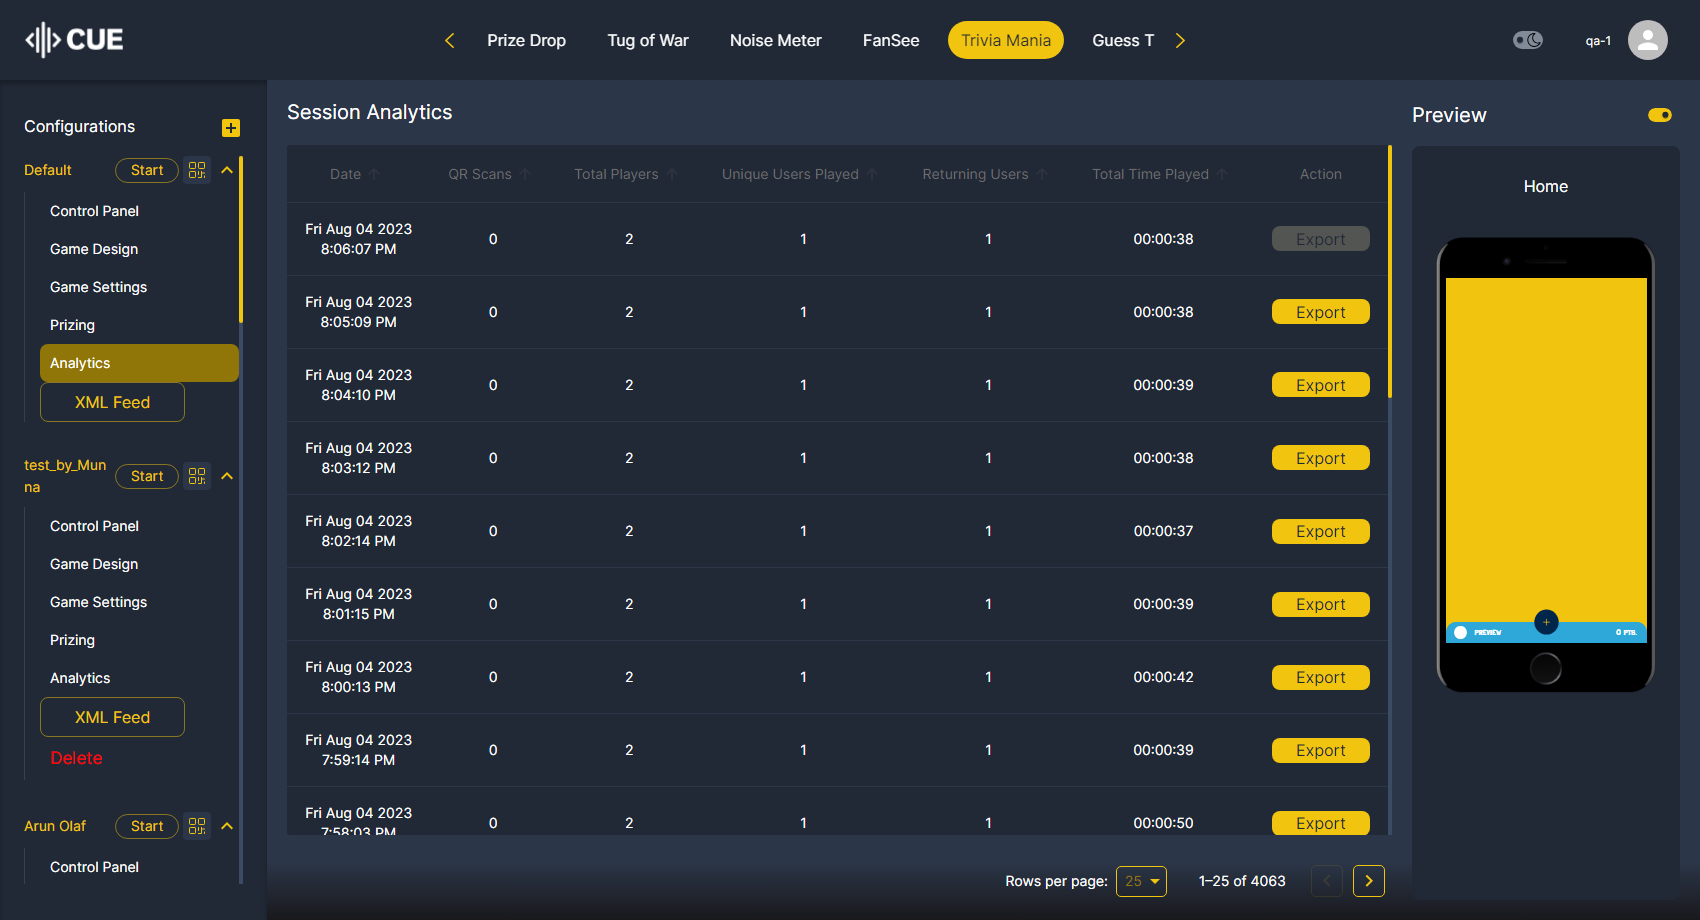 CUE
Prize Drop
Tug of War
Noise Meter
FanSee
Trivia Mania
Guess T
qa-1
Configurations
Default
Start
Control Panel
Game Design
Game Settings
Prizing
Analytics
XML Feed
test_by_Mun
na
Start
Control Panel
Game Design
Game Settings
Prizing
Analytics
XML Feed
Delete
Arun Olaf
Start
Control Panel
Session Analytics
Date QR Scans Total Players Unique Users Played Returning Users Total Time Played Action
Fri Aug 04 2023
8:06:07 PM
0 2 1 1 00:00:38 Export
Fri Aug 04 2023
8:05:09 PM
0 2 1 1 00:00:38 Export
Fri Aug 04 2023
8:04:10 PM
0 2 1 1 00:00:39 Export
Fri Aug 04 2023
8:03:12 PM
0 2 1 1 00:00:38 Export
Fri Aug 04 2023
8:02:14 PM
0 2 1 1 00:00:37 Export
Fri Aug 04 2023
8:01:15 PM
0 2 1 1 00:00:39 Export
Fri Aug 04 2023
8:00:13 PM
0 2 1 1 00:00:42 Export
Fri Aug 04 2023
7:59:14 PM
0 2 1 1 00:00:39 Export
Fri Aug 04 2023
7:58:03 PM
0 2 1 1 00:00:50 Export
Rows per page: 25 1–25 of 4063
Preview
Home
PREVIEW
0 PTS.